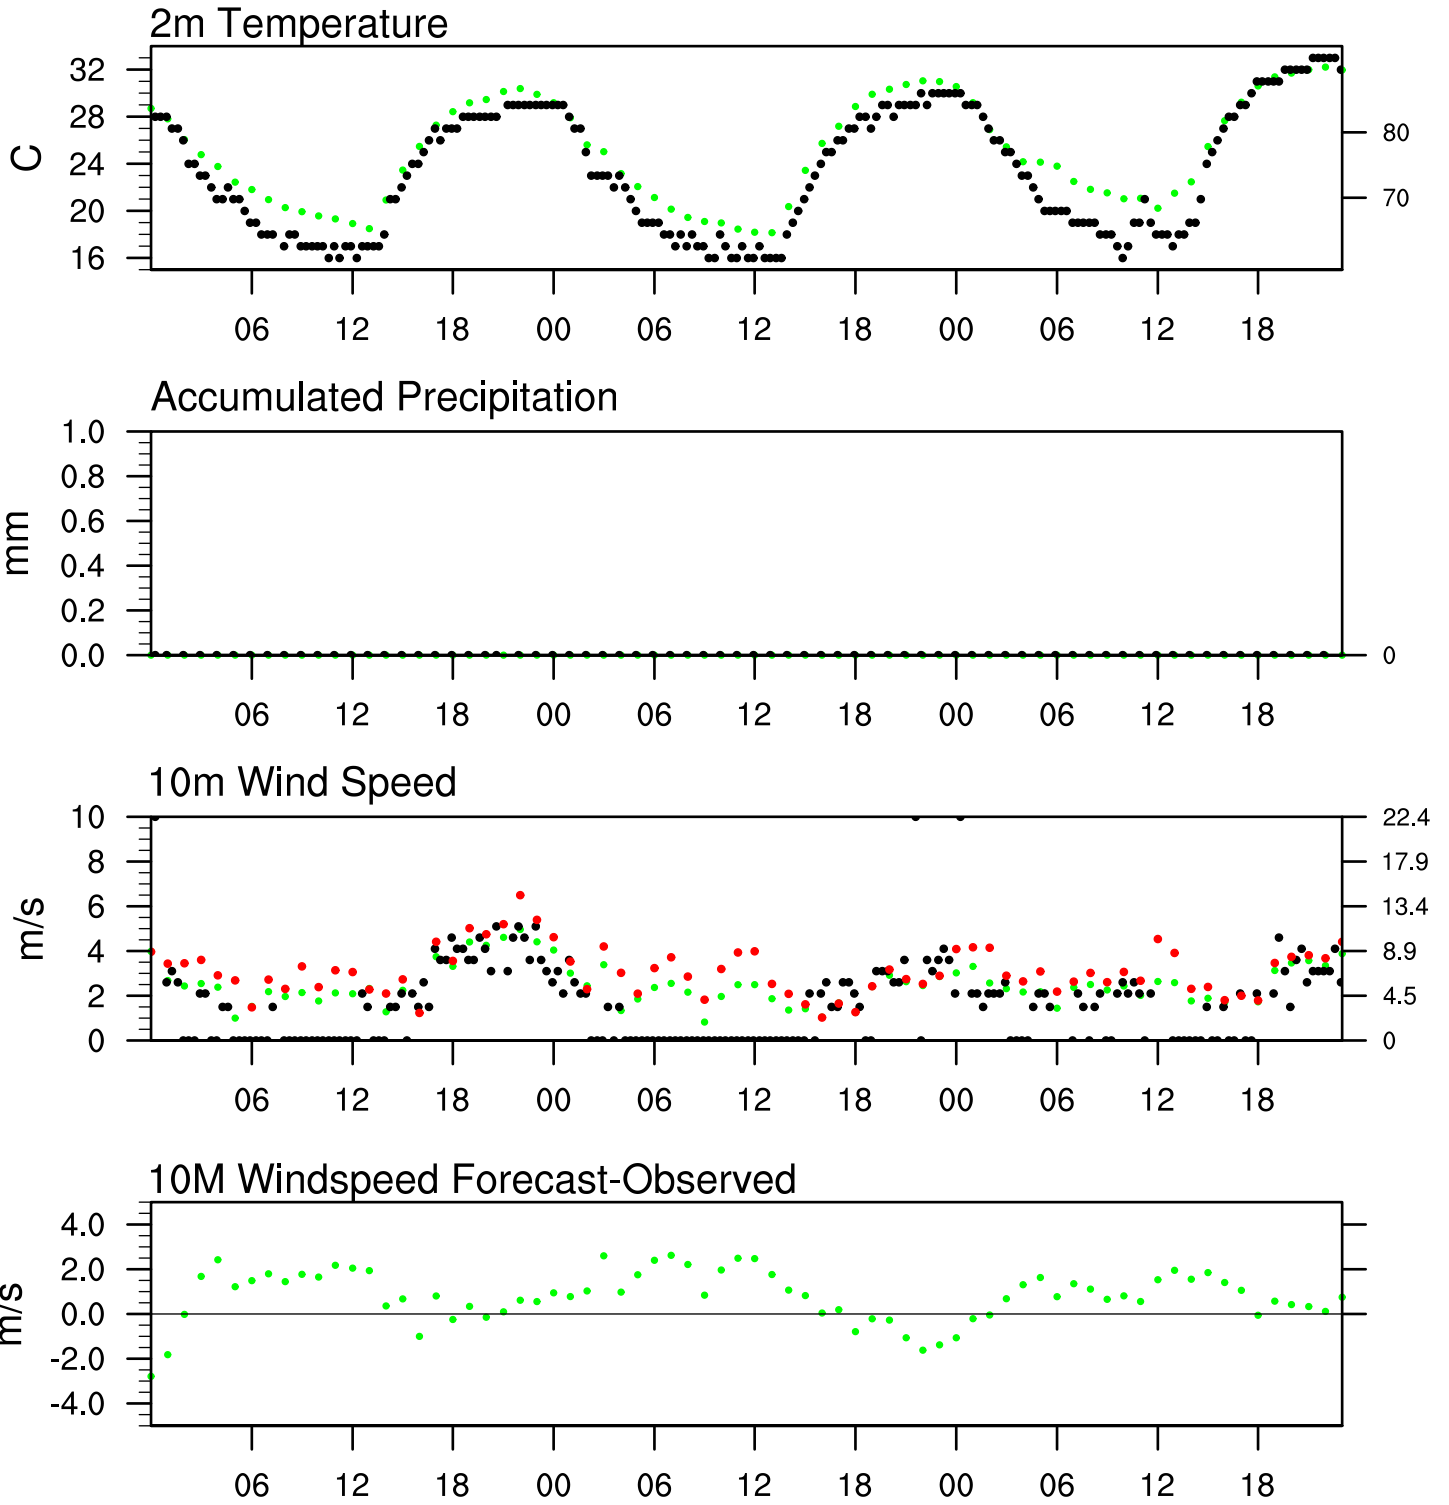 2m Temperature
32
28
24
20
16
C
80
70
06 12 18 00 06 12 18 00 06 12 18
Accumulated Precipitation
1.0
0.8
0.6
0.4
0.2
0.0
mm
0
06 12 18 00 06 12 18 00 06 12 18
10m Wind Speed
10
8
6
4
2
0
m/s
22.4
17.9
13.4
8.9
4.5
0
06 12 18 00 06 12 18 00 06 12 18
10M Windspeed Forecast-Observed
4.0
2.0
0.0
-2.0
-4.0
m/s
06 12 18 00 06 12 18 00 06 12 18